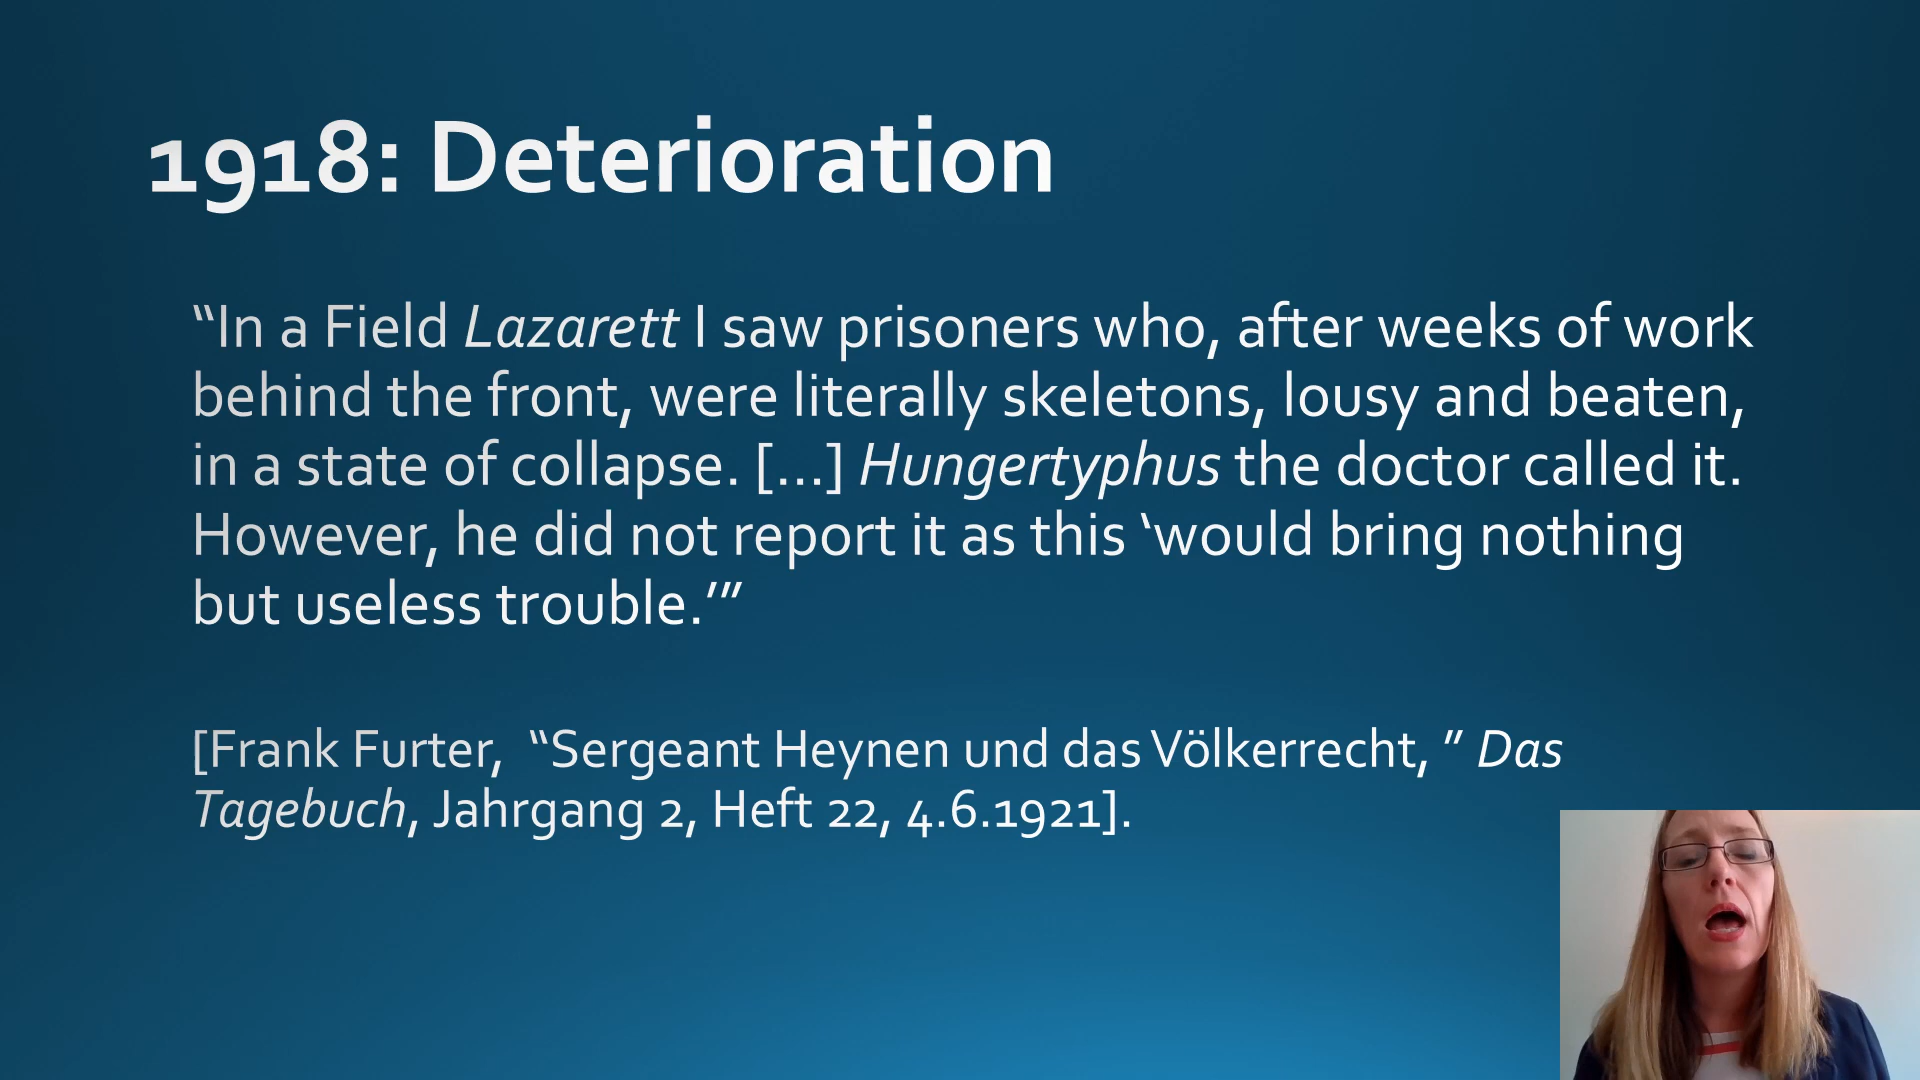 1918: Deterioration
“In a Field Lazarett I saw prisoners who, after weeks of work
behind the front, were literally skeletons, lousy and beaten,
in a state of collapse. […] Hungertyphus the doctor called it.
However, he did not report it as this ‘would bring nothing
but useless trouble.’”
[Frank Furter,  “Sergeant Heynen und das Völkerrecht, ” Das
Tagebuch, Jahrgang 2, Heft 22, 4.6.1921].